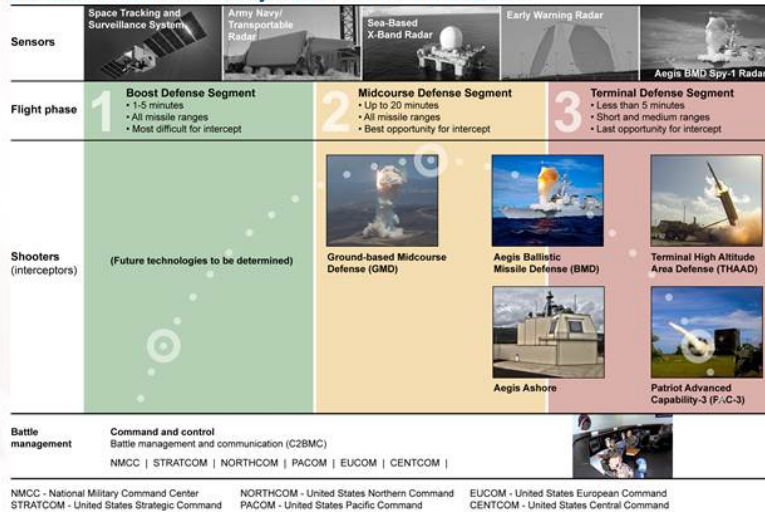 Sensors
Space Tracking and
Surveillance System
Army Navy/
Transportable
Radar
Sea-Based
X-Band Radar
Early Warning Radar
Aegis BMD Spy-1 Radar
Flight phase
1
Boost Defense Segment
• 1-5 minutes
• All missile ranges
• Most difficult for intercept
2
Midcourse Defense Segment
• Up to 20 minutes
• All missile ranges
• Best opportunity for intercept
3
Terminal Defense Segment
• Less than 5 minutes
• Short and medium ranges
• Last opportunity for intercept
Shooters
(interceptors)
(Future technologies to be determined)
Ground-based Midcourse
Defense (GMD)
Aegis Ballistic
Missile Defense (BMD)
Terminal High Altitude
Area Defense (THAAD)
Aegis Ashore
Patriot Advanced
Capability-3 (PAC-3)
Battle
management
Command and control
Battle management and communication (C2BMC)
NMCC | STRATCOM | NORTHCOM | PACOM | EUCOM | CENTCOM |
NMCC - National Military Command Center
STRATCOM - United States Strategic Command
NORTHCOM - United States Northern Command
PACOM - United States Pacific Command
EUCOM - United States European Command
CENTCOM - United States Central Command